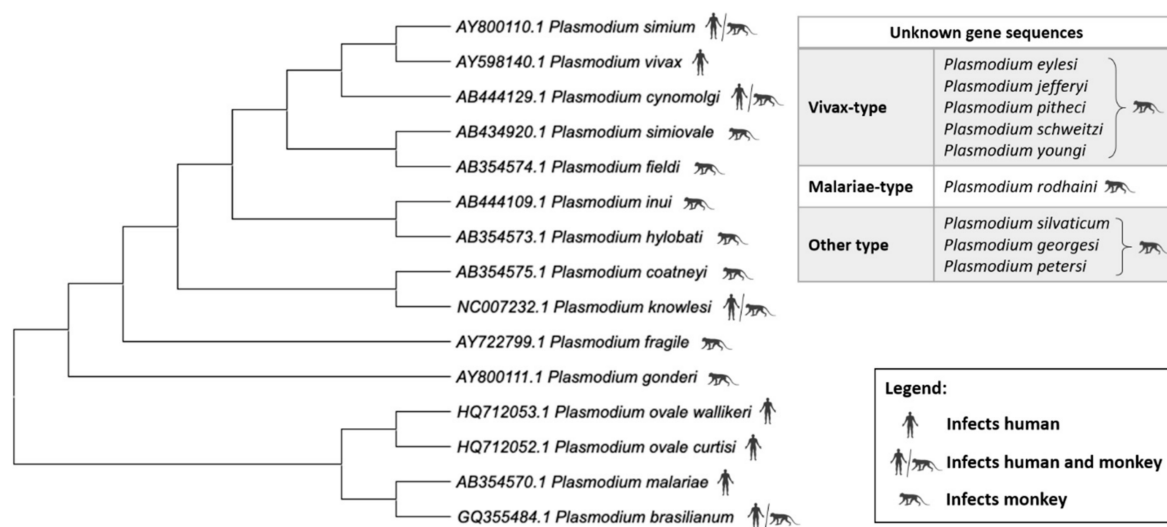 AY800110.1 Plasmodium simium
AY598140.1 Plasmodium vivax
AB444129.1 Plasmodium cynomolgi
AB434920.1 Plasmodium simiovale
AB354574.1 Plasmodium fieldi
AB444109.1 Plasmodium inui
AB354573.1 Plasmodium hylobati
AB354575.1 Plasmodium coatneyi
NC007232.1 Plasmodium knowlesi
AY722799.1 Plasmodium fragile
AY800111.1 Plasmodium gonderi
HQ712053.1 Plasmodium ovale wallikeri
HQ712052.1 Plasmodium ovale curtisi
AB354570.1 Plasmodium malariae
GQ355484.1 Plasmodium brasilianum
Unknown gene sequences
Vivax-type
Plasmodium eylesi
Plasmodium jefferyi
Plasmodium pitheci
Plasmodium schweitzi
Plasmodium youngi
Malariae-type
Plasmodium rodhaini
Other type
Plasmodium silvaticum
Plasmodium georgesi
Plasmodium petersi
Legend:
Infects human
Infects human and monkey
Infects monkey